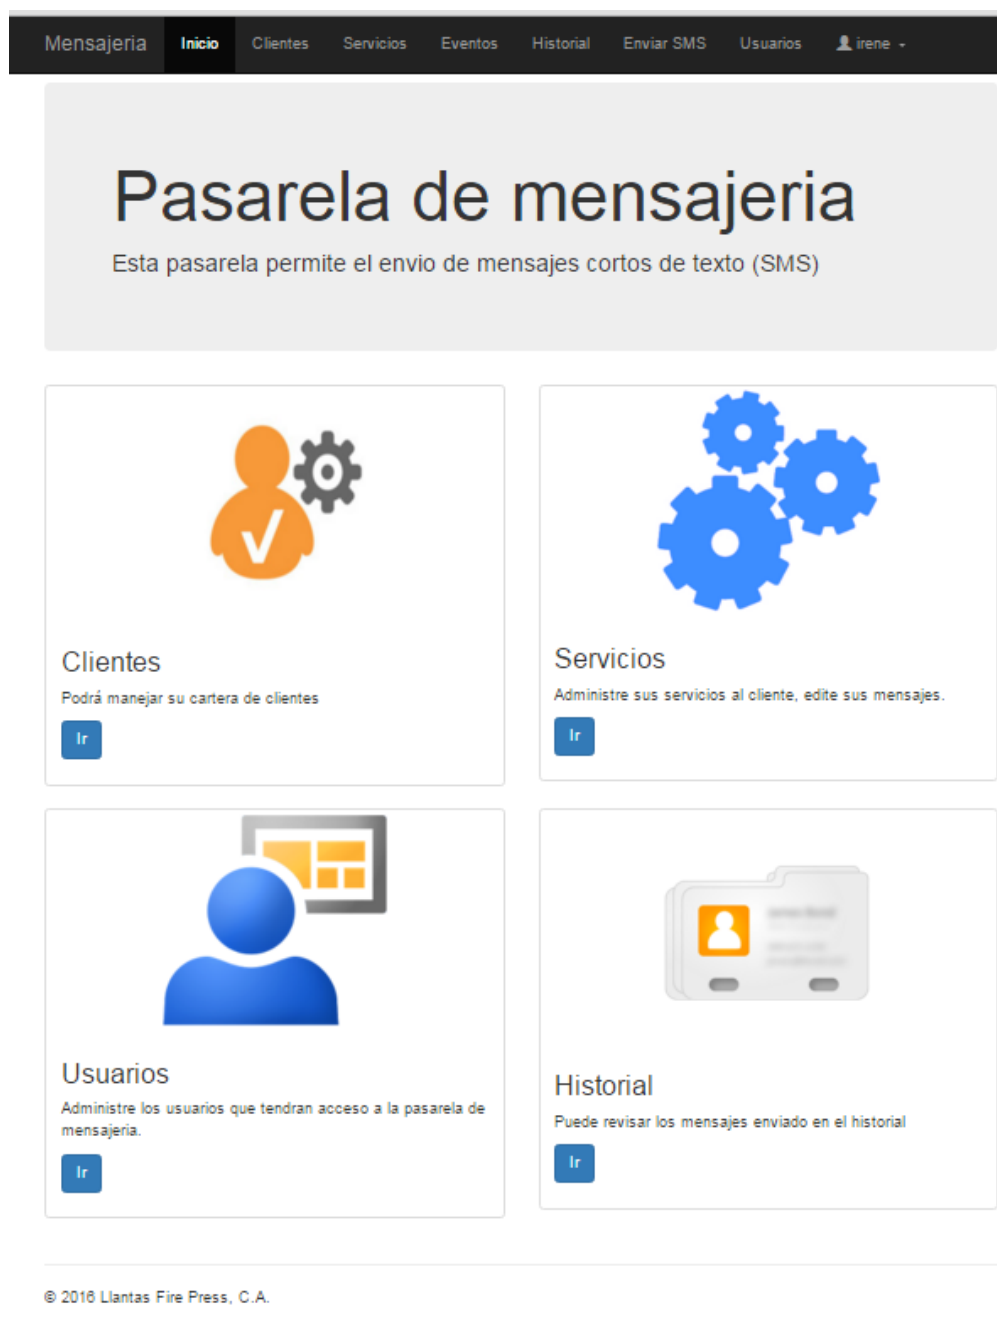 Mensajeria Inicio Clientes Servicios Eventos Historial Enviar SMS Usuarios irene
Pasarela de mensajeria
Esta pasarela permite el envio de mensajes cortos de texto (SMS)
Clientes
Podrá manejar su cartera de clientes
Ir
Servicios
Administre sus servicios al cliente, edite sus mensajes.
Ir
Usuarios
Administre los usuarios que tendran acceso a la pasarela de
mensajeria.
Ir
Historial
Puede revisar los mensajes enviado en el historial
Ir
© 2016 Llantas Fire Press, C.A.